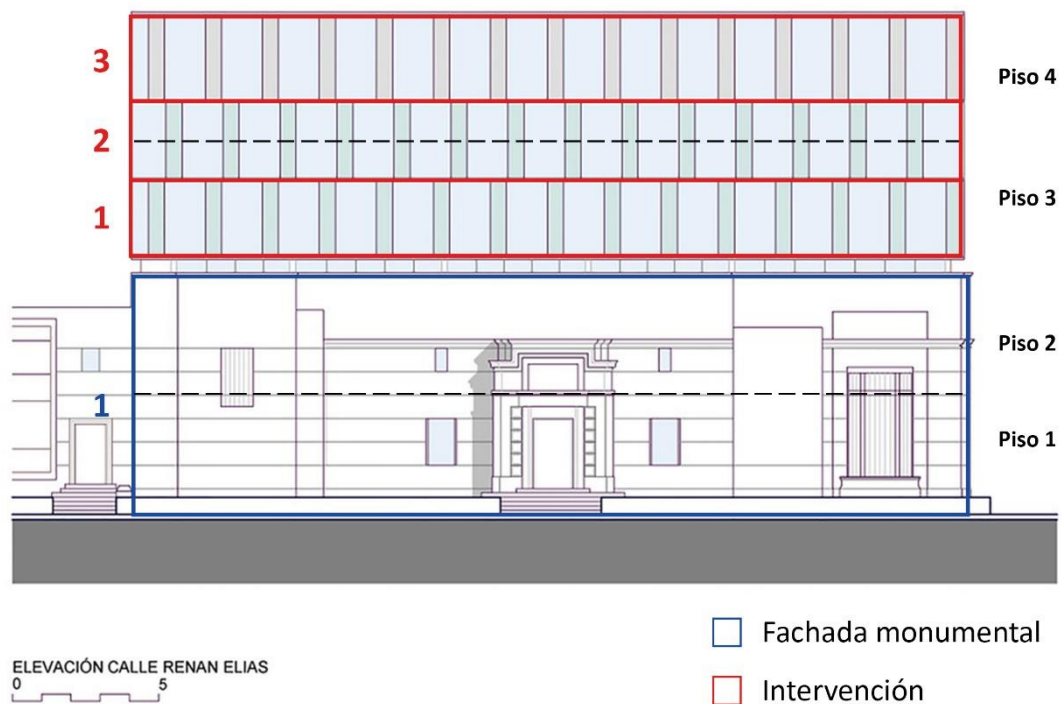 3
Piso 4
2
1
Piso 3
Piso 2
1
Piso 1
Fachada monumental
ELEVACIÓN CALLE RENAN ELIAS
0 5
Intervención